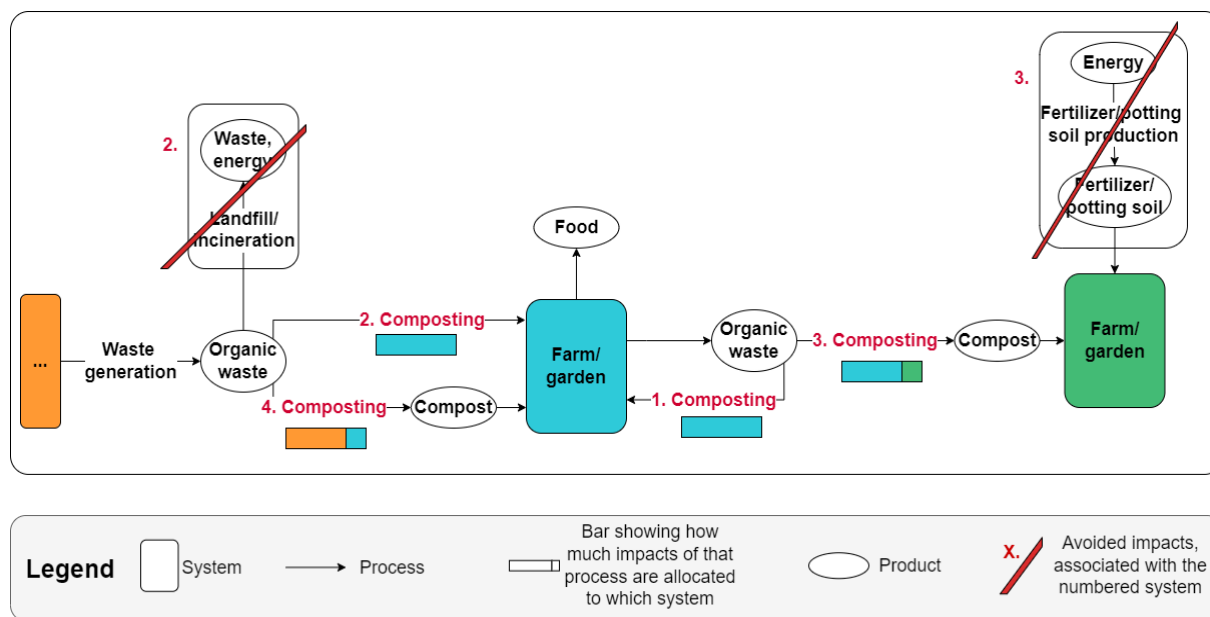 3.
Energy
Fertilizer/potting
soil production
Fertilizer/
potting soil
2.
Waste,
energy
Landfill/
incineration
Food
...
Waste
generation
Organic
waste
2. Composting
4. Composting
Compost
Farm/
garden
Organic
waste
1. Composting
3. Composting
Compost
Farm/
garden
Legend
System
Process
Bar showing how
much impacts of that
process are allocated
to which system
Product
X.
Avoided impacts,
associated with the
numbered system